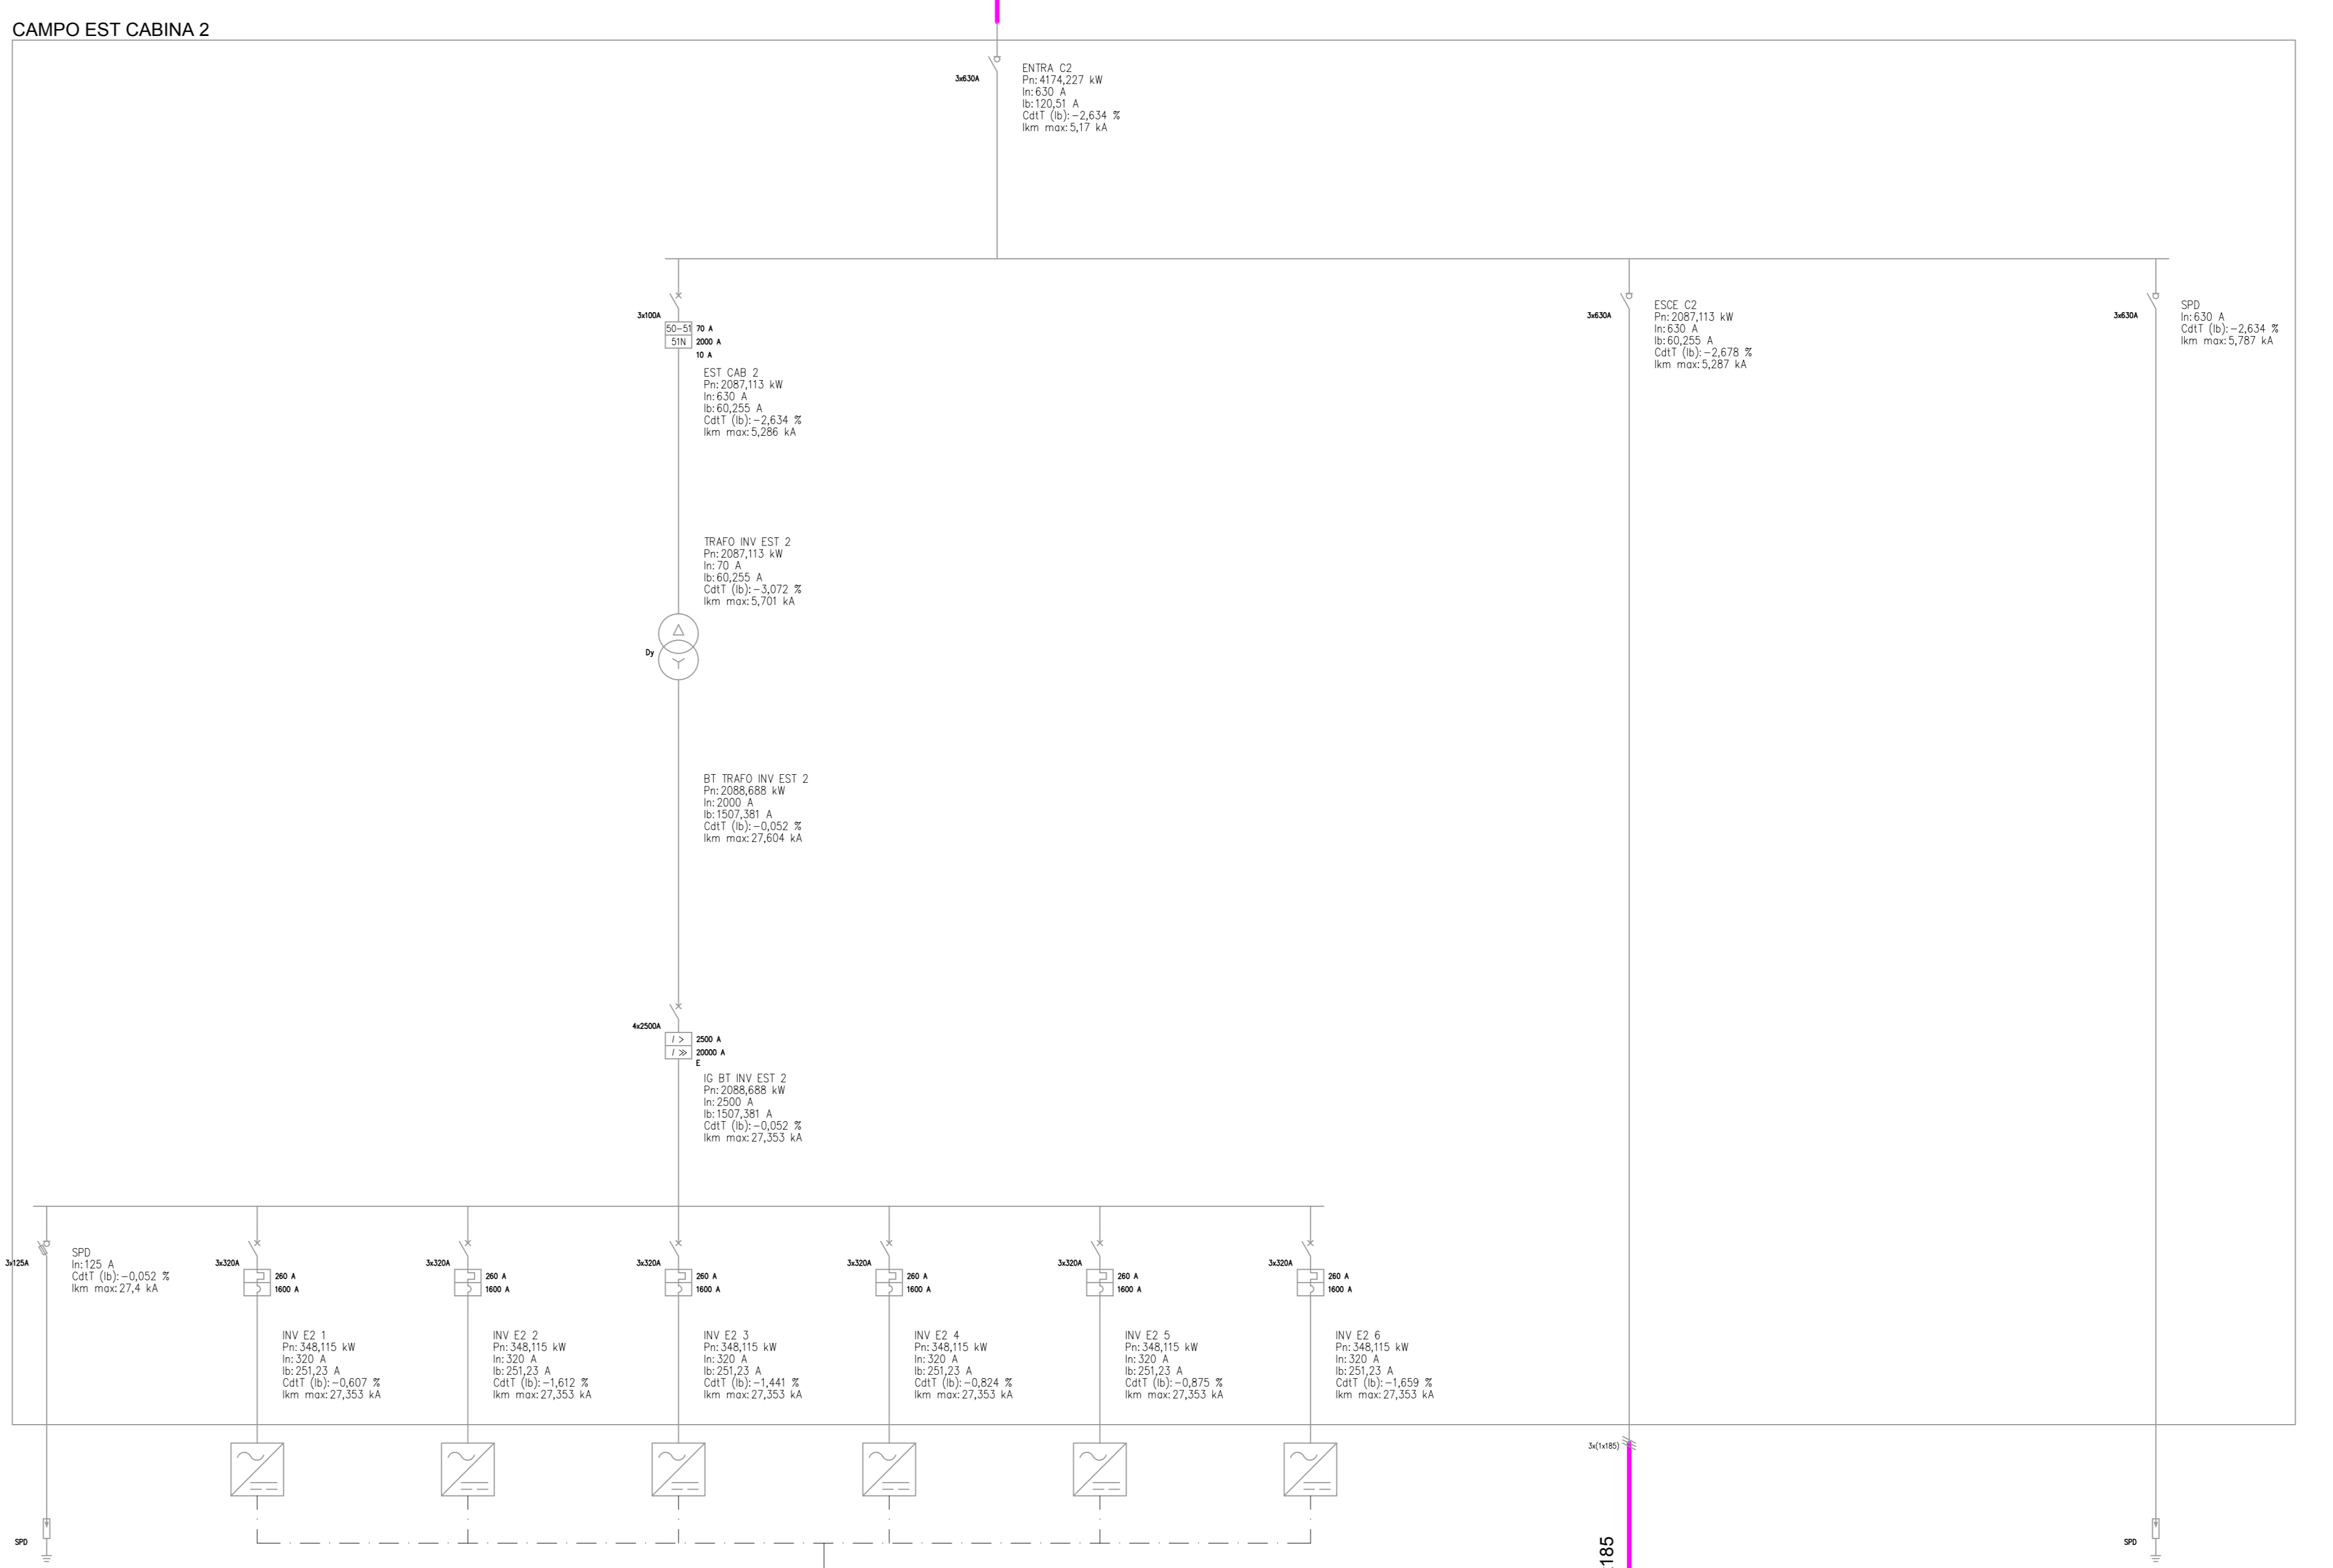 CAMPO EST CABINA 2
3x630A
ENTRA C2
Pn: 4174,227 kW
In: 630 A
Ib: 120,51 A
CdtT (Ib): -2,634 %
Ikm max: 5,17 kA
3x100A
50-51 70 A
51N 2000 A
10 A
EST CAB 2
Pn: 2087,113 kW
In: 630 A
Ib: 60,255 A
CdtT (Ib): -2,634 %
Ikm max: 5,286 kA
3x630A
ESCE C2
Pn: 2087,113 kW
In: 630 A
Ib: 60,255 A
CdtT (Ib): -2,678 %
Ikm max: 5,287 kA
3x630A
SPD
In: 630 A
CdtT (Ib): -2,634 %
Ikm max: 5,787 kA
TRAFO INV EST 2
Pn: 2087,113 kW
In: 70 A
Ib: 60,255 A
CdtT (Ib): -3,072 %
Ikm max: 5,701 kA
Dy
BT TRAFO INV EST 2
Pn: 2088,688 kW
In: 2000 A
Ib: 1507,381 A
CdtT (Ib): -0,052 %
Ikm max: 27,604 kA
4x2500A
I > 2500 A
I >> 20000 A
E
IG BT INV EST 2
Pn: 2088,688 kW
In: 2500 A
Ib: 1507,381 A
CdtT (Ib): -0,052 %
Ikm max: 27,353 kA
3x125A
SPD
In: 125 A
CdtT (Ib): -0,052 %
Ikm max: 27,4 kA
3x320A
260 A
1600 A
INV E2 1
Pn: 348,115 kW
In: 320 A
Ib: 251,23 A
CdtT (Ib): -0,607 %
Ikm max: 27,353 kA
3x320A
260 A
1600 A
INV E2 2
Pn: 348,115 kW
In: 320 A
Ib: 251,23 A
CdtT (Ib): -1,612 %
Ikm max: 27,353 kA
3x320A
260 A
1600 A
INV E2 3
Pn: 348,115 kW
In: 320 A
Ib: 251,23 A
CdtT (Ib): -1,441 %
Ikm max: 27,353 kA
3x320A
260 A
1600 A
INV E2 4
Pn: 348,115 kW
In: 320 A
Ib: 251,23 A
CdtT (Ib): -0,824 %
Ikm max: 27,353 kA
3x320A
260 A
1600 A
INV E2 5
Pn: 348,115 kW
In: 320 A
Ib: 251,23 A
CdtT (Ib): -0,875 %
Ikm max: 27,353 kA
3x320A
260 A
1600 A
INV E2 6
Pn: 348,115 kW
In: 320 A
Ib: 251,23 A
CdtT (Ib): -1,659 %
Ikm max: 27,353 kA
3x(1x185)
SPD
185
SPD